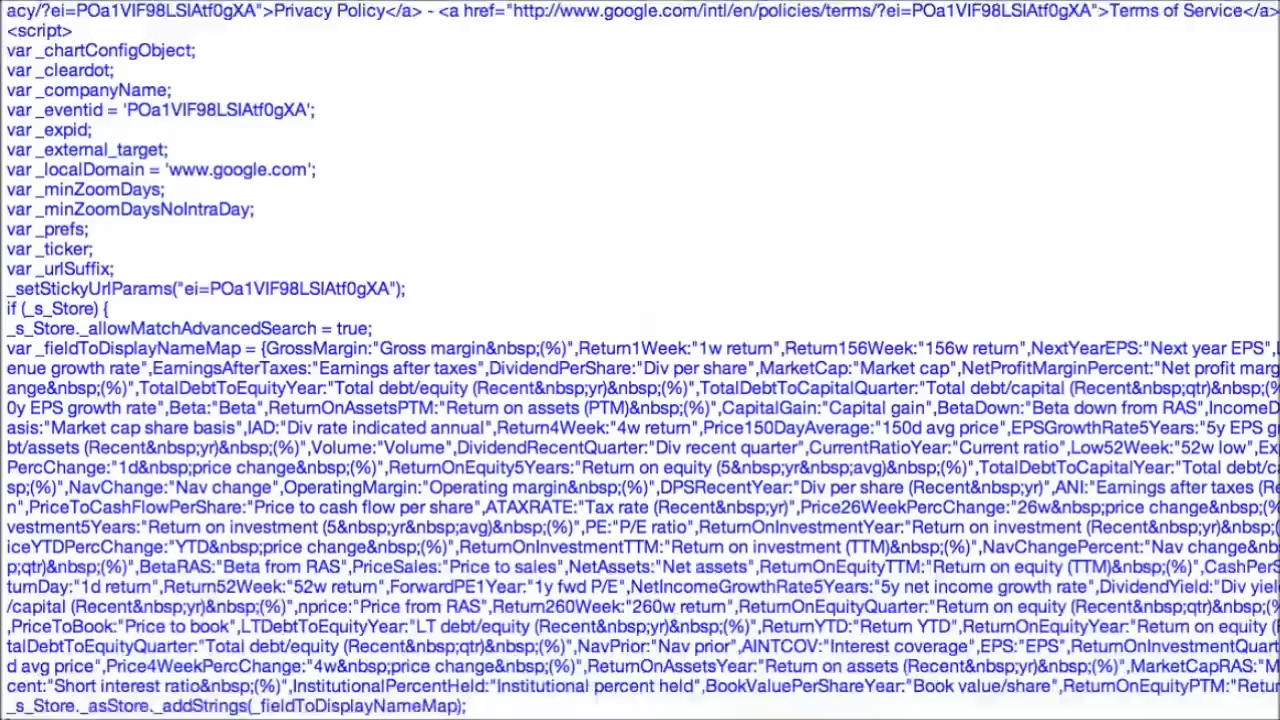 acy/?ei=POa1VIF98LSIAtf0gXA">Privacy Policy</a> - <a href="http://www.google.com/intl/en/policies/terms/?ei=POa1VIF98LSIAtf0gXA">Terms of Service</a>
<script>
var _chartConfigObject;
var _cleardot;
var _companyName;
var _eventid = 'POa1VIF98LSIAtf0gXA';
var _expid;
var _external_target;
var _localDomain = 'www.google.com';
var _minZoomDays;
var _minZoomDaysNoIntraDay;
var _prefs;
var _ticker;
var _urlSuffix;
_setStickyUrlParams("ei=POa1VIF98LSIAtf0gXA");
if (_s_Store) {
_s_Store._allowMatchAdvancedSearch = true;
var _fieldToDisplayNameMap = {GrossMargin:"Gross margin&nbsp;(%)",Return1Week:"1w return",Return156Week:"156w return",NextYearEPS:"Next year EPS",
enue growth rate",EarningsAfterTaxes:"Earnings after taxes",DividendPerShare:"Div per share",MarketCap:"Market cap",NetProfitMarginPercent:"Net profit marg
ange&nbsp;(%)",TotalDebtToEquityYear:"Total debt/equity (Recent&nbsp;yr)&nbsp;(%)",TotalDebtToCapitalQuarter:"Total debt/capital (Recent&nbsp;qtr)&nbsp;(%
0y EPS growth rate",Beta:"Beta",ReturnOnAssetsPTM:"Return on assets (PTM)&nbsp;(%)",CapitalGain:"Capital gain",BetaDown:"Beta down from RAS",IncomeD
asis:"Market cap share basis",IAD:"Div rate indicated annual",Return4Week:"4w return",Price150DayAverage:"150d avg price",EPSGrowthRate5Years:"5y EPS g
bt/assets (Recent&nbsp;yr)&nbsp;(%)",Volume:"Volume",DividendRecentQuarter:"Div recent quarter",CurrentRatioYear:"Current ratio",Low52Week:"52w low",Ex
PercChange:"1d&nbsp;price change&nbsp;(%)",ReturnOnEquity5Years:"Return on equity (5&nbsp;yr&nbsp;avg)&nbsp;(%)",TotalDebtToCapitalYear:"Total debt/c
sp;(%)",NavChange:"Nav change",OperatingMargin:"Operating margin&nbsp;(%)",DPSRecentYear:"Div per share (Recent&nbsp;yr)",ANI:"Earnings after taxes (Re
n",PriceToCashFlowPerShare:"Price to cash flow per share",ATAXRATE:"Tax rate (Recent&nbsp;yr)",Price26WeekPercChange:"26w&nbsp;price change&nbsp;(%
vestment5Years:"Return on investment (5&nbsp;yr&nbsp;avg)&nbsp;(%)",PE:"P/E ratio",ReturnOnInvestmentYear:"Return on investment (Recent&nbsp;yr)&nbsp;(
iceYTDPercChange:"YTD&nbsp;price change&nbsp;(%)",ReturnOnInvestmentTTM:"Return on investment (TTM)&nbsp;(%)",NavChangePercent:"Nav change&nb
p;qtr)&nbsp;(%)",BetaRAS:"Beta from RAS",PriceSales:"Price to sales",NetAssets:"Net assets",ReturnOnEquityTTM:"Return on equity (TTM)&nbsp;(%)",CashPerS
turnDay:"1d return",Return52Week:"52w return",ForwardPE1Year:"1y fwd P/E",NetIncomeGrowthRate5Years:"5y net income growth rate",DividendYield:"Div yiel
/capital (Recent&nbsp;yr)&nbsp;(%)",nprice:"Price from RAS",Return260Week:"260w return",ReturnOnEquityQuarter:"Return on equity (Recent&nbsp;qtr)&nbsp;(%
,PriceToBook:"Price to book",LTDebtToEquityYear:"LT debt/equity (Recent&nbsp;yr)&nbsp;(%)",ReturnYTD:"Return YTD",ReturnOnEquityYear:"Return on equity (
talDebtToEquityQuarter:"Total debt/equity (Recent&nbsp;qtr)&nbsp;(%)",NavPrior:"Nav prior",AINTCOV:"Interest coverage",EPS:"EPS",ReturnOnInvestmentQuart
d avg price",Price4WeekPercChange:"4w&nbsp;price change&nbsp;(%)",ReturnOnAssetsYear:"Return on assets (Recent&nbsp;yr)&nbsp;(%)",MarketCapRAS:"M
cent:"Short interest ratio&nbsp;(%)",InstitutionalPercentHeld:"Institutional percent held",BookValuePerShareYear:"Book value/share",ReturnOnEquityPTM:"Retur
_s_Store._asStore._addStrings(_fieldToDisplayNameMap);